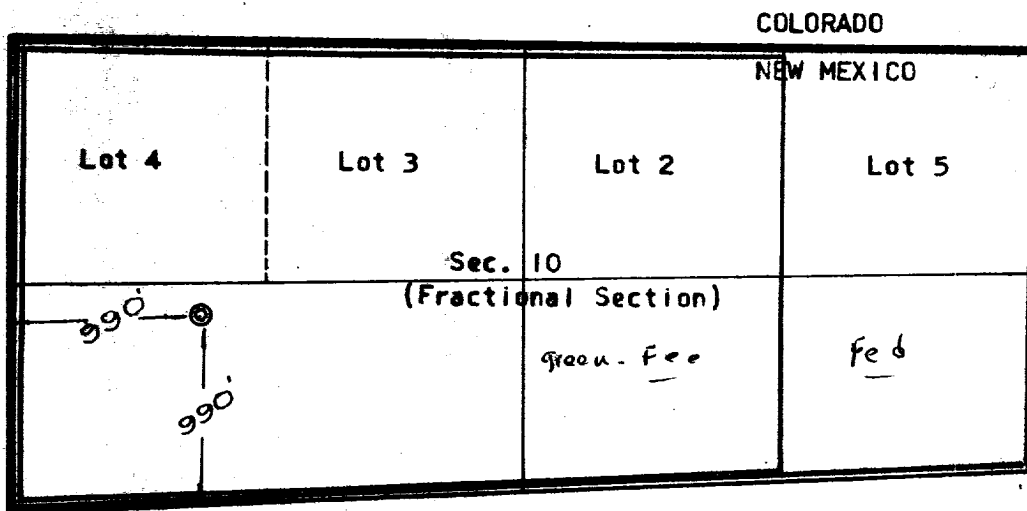 COLORADO
NEW MEXICO
Lot 4 Lot 3 Lot 2 Lot 5
Sec. 10
(Fractional Section)
990'
green - Fee Fed
990'